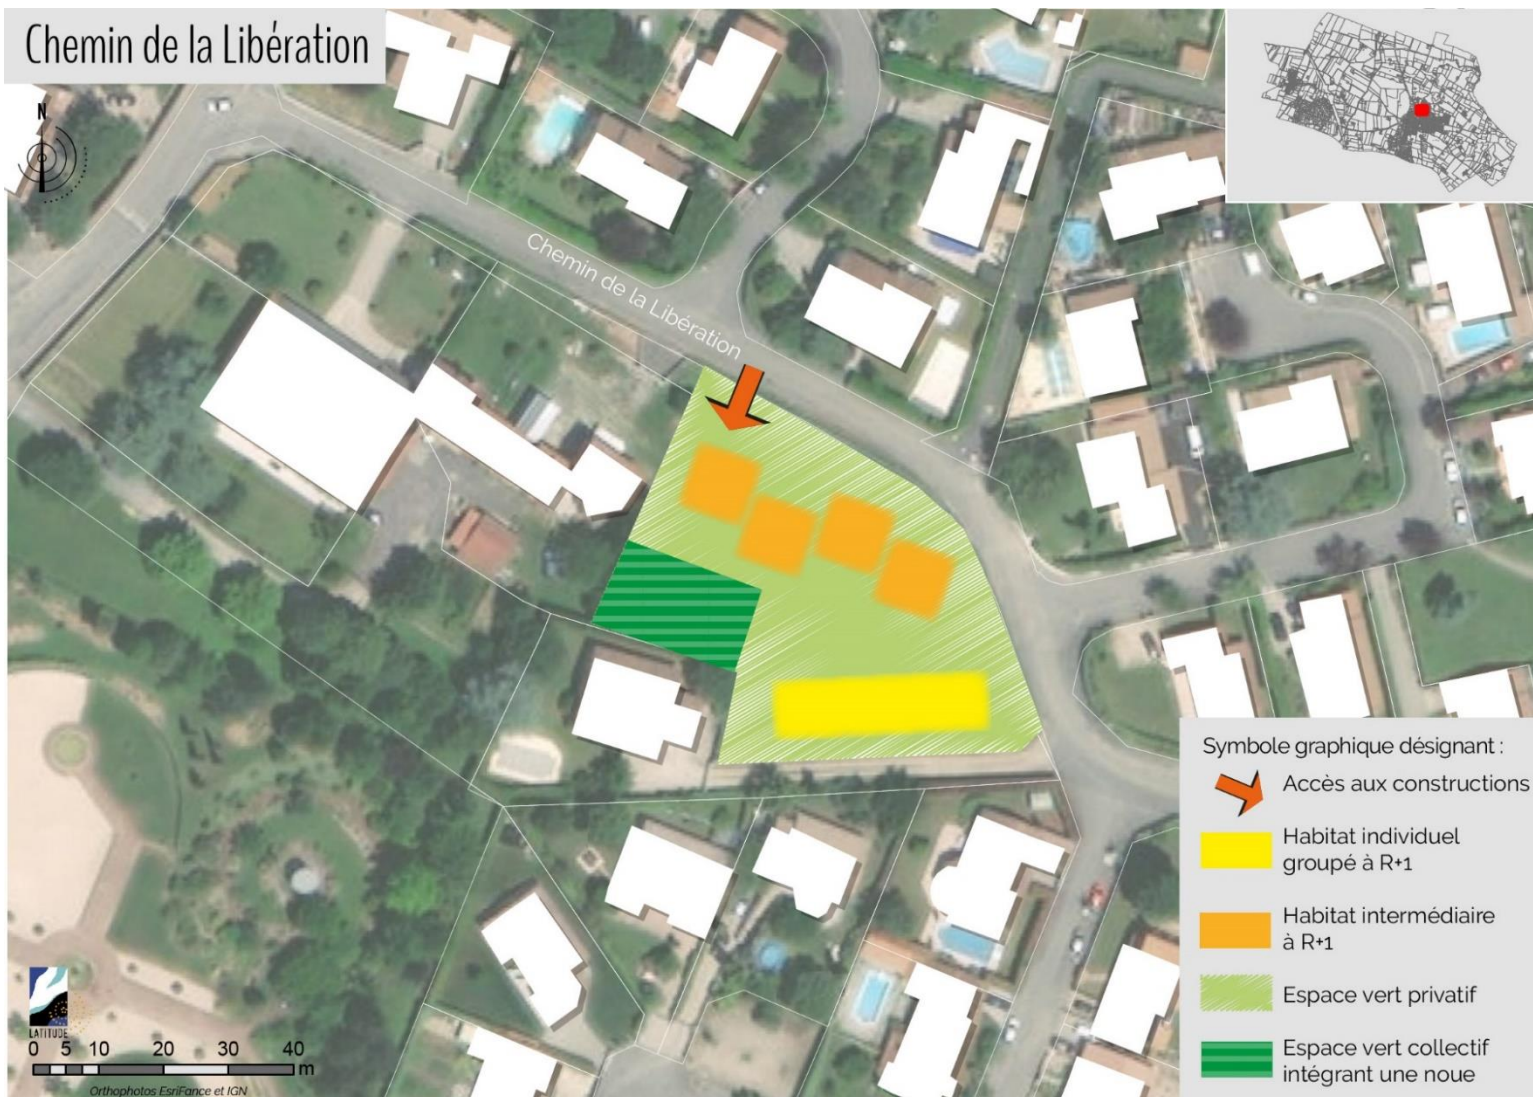 Chemin de la Libération
N
Chemin de la Libération
Symbole graphique désignant :
Accès aux constructions
Habitat individuel
groupé à R+1
Habitat intermédiaire
à R+1
Espace vert privatif
Espace vert collectif
intégrant une noue
LATITUDE
0 5 10 20 30 40
m
Orthophotos EsriFance et IGN